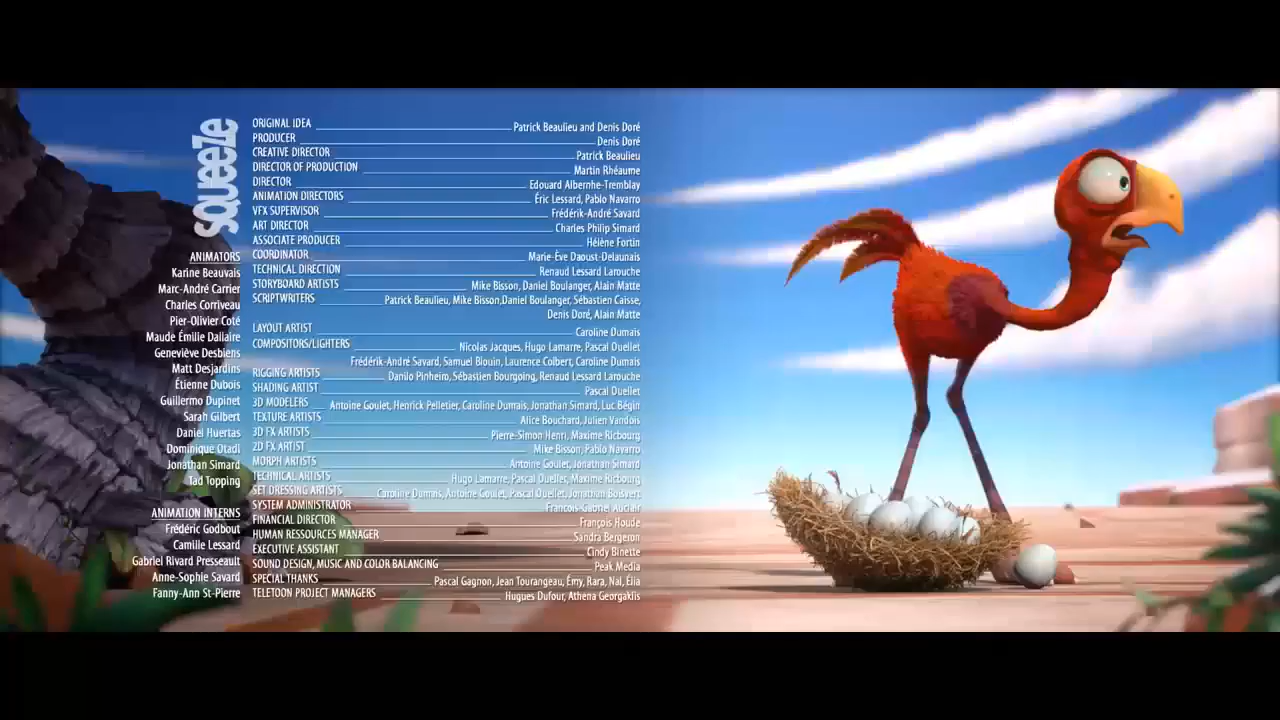 squeeze
ORIGINAL IDEA Patrick Beaulieu and Denis Doré
PRODUCER Denis Doré
CREATIVE DIRECTOR Patrick Beaulieu
DIRECTOR OF PRODUCTION Martin Rhéaume
DIRECTOR Edouard Albernhe-Tremblay
ANIMATION DIRECTORS Éric Lessard, Pablo Navarro
VFX SUPERVISOR Frédérik-André Savard
ART DIRECTOR Charles Philip Simard
ASSOCIATE PRODUCER Hélène Fortin
COORDINATOR Marie-Ève Daoust-Delaunais
TECHNICAL DIRECTION Renaud Lessard Larouche
STORYBOARD ARTISTS Mike Bisson, Daniel Boulanger, Alain Matte
SCRIPTWRITERS Patrick Beaulieu, Mike Bisson,Daniel Boulanger, Sébastien Caisse,
Denis Doré, Alain Matte
LAYOUT ARTIST Caroline Dumais
COMPOSITORS/LIGHTERS Nicolas Jacques, Hugo Lamarre, Pascal Ouellet
Frédérik-André Savard, Samuel Blouin, Laurence Colbert, Caroline Dumais
RIGGING ARTISTS Danilo Pinheiro, Sébastien Bourgoing, Renaud Lessard Larouche
SHADING ARTIST Pascal Ouellet
3D MODELERS Antoine Goulet, Henrick Pelletier, Caroline Dumais, Jonathan Simard, Luc Bégin
TEXTURE ARTISTS Alice Bouchard, Julien Vandois
3D FX ARTISTS Pierre-Simon Henri, Maxime Ricbourg
2D FX ARTIST Mike Bisson, Pablo Navarro
MORPH ARTISTS Antoine Goulet, Jonathan Simard
TECHNICAL ARTISTS Hugo Lamarre, Pascal Ouellet, Maxime Ricbourg
SET DRESSING ARTISTS Caroline Dumais, Antoine Goulet, Pascal Ouellet, Jonathan Boisvert
SYSTEM ADMINISTRATOR François-Gabriel Auclair
FINANCIAL DIRECTOR François Houde
HUMAN RESSOURCES MANAGER Sandra Bergeron
EXECUTIVE ASSISTANT Cindy Binette
SOUND DESIGN, MUSIC AND COLOR BALANCING Peak Media
SPECIAL THANKS Pascal Gagnon, Jean Tourangeau, Émy, Rara, Nal, Élia
TELETOON PROJECT MANAGERS Hugues Dufour, Athena Georgaklis
ANIMATORS
Karine Beauvais
Marc-André Carrier
Charles Corriveau
Pier-Olivier Coté
Maude Émilie Dallaire
Geneviève Desbiens
Matt Desjardins
Étienne Dubois
Guillermo Dupinet
Sarah Gilbert
Daniel Huertas
Dominique Otadi
Jonathan Simard
Tad Topping
ANIMATION INTERNS
Frédéric Godbout
Camille Lessard
Gabriel Rivard Presseault
Anne-Sophie Savard
Fanny-Ann St-Pierre